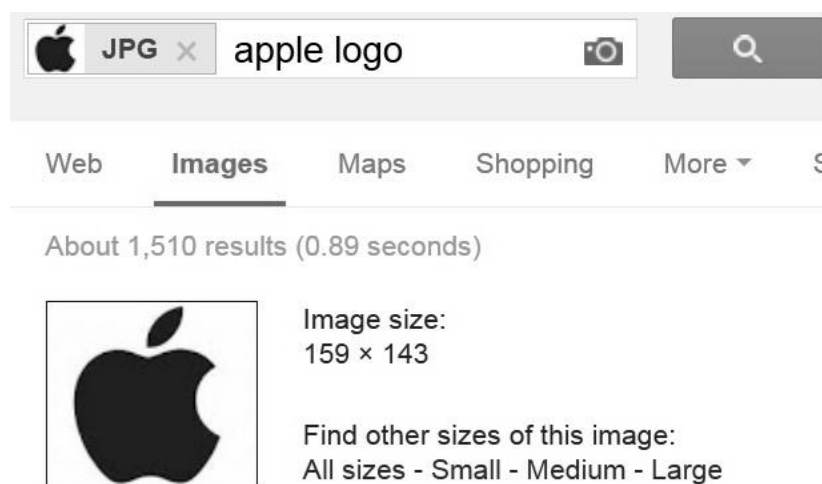 JPG × apple logo
Web Images Maps Shopping More
About 1,510 results (0.89 seconds)
Image size:
159 × 143
Find other sizes of this image:
All sizes - Small - Medium - Large